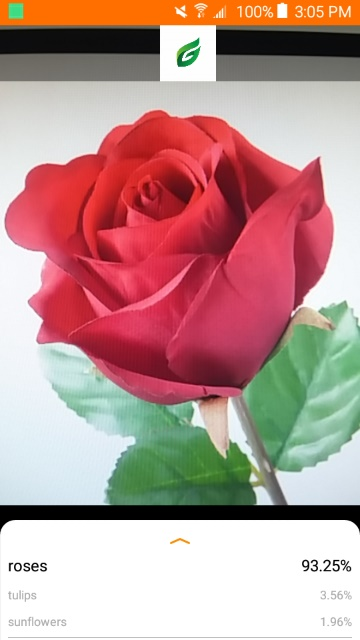 100% 3:05 PM
roses 93.25%
tulips 3.56%
sunflowers 1.96%